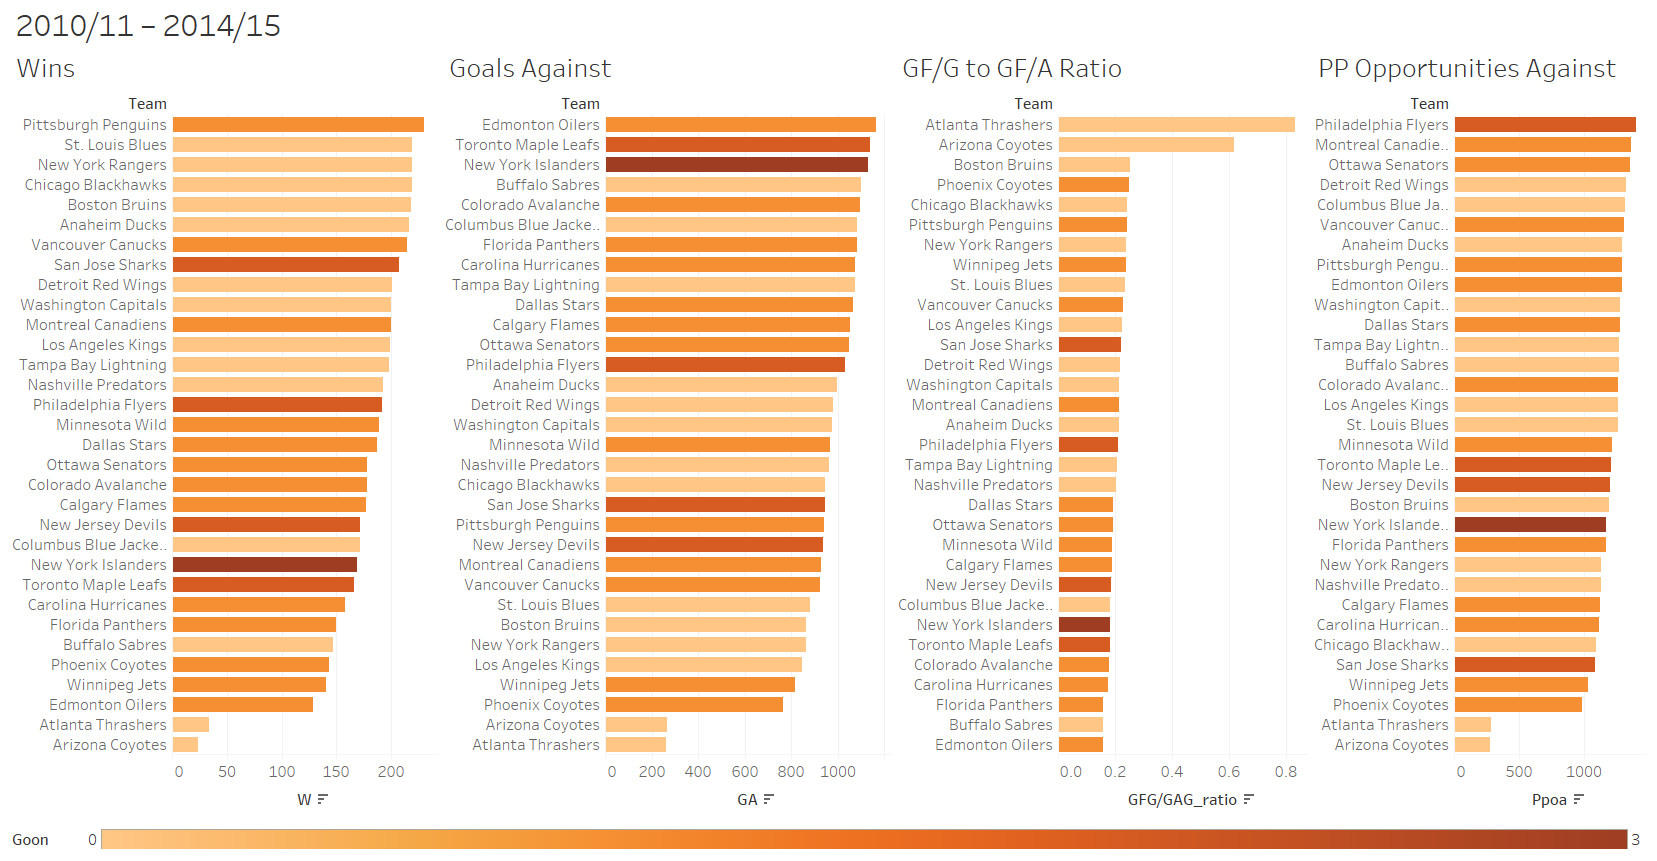 2010/11 – 2014/15
Wins
Team
Pittsburgh Penguins
St. Louis Blues
New York Rangers
Chicago Blackhawks
Boston Bruins
Anaheim Ducks
Vancouver Canucks
San Jose Sharks
Detroit Red Wings
Washington Capitals
Montreal Canadiens
Los Angeles Kings
Tampa Bay Lightning
Nashville Predators
Philadelphia Flyers
Minnesota Wild
Dallas Stars
Ottawa Senators
Colorado Avalanche
Calgary Flames
New Jersey Devils
Columbus Blue Jacke..
New York Islanders
Toronto Maple Leafs
Carolina Hurricanes
Florida Panthers
Buffalo Sabres
Phoenix Coyotes
Winnipeg Jets
Edmonton Oilers
Atlanta Thrashers
Arizona Coyotes
0 50 100 150 200
W
Goals Against
Team
Edmonton Oilers
Toronto Maple Leafs
New York Islanders
Buffalo Sabres
Colorado Avalanche
Columbus Blue Jacke..
Florida Panthers
Carolina Hurricanes
Tampa Bay Lightning
Dallas Stars
Calgary Flames
Ottawa Senators
Philadelphia Flyers
Anaheim Ducks
Detroit Red Wings
Washington Capitals
Minnesota Wild
Nashville Predators
Chicago Blackhawks
San Jose Sharks
Pittsburgh Penguins
New Jersey Devils
Montreal Canadiens
Vancouver Canucks
St. Louis Blues
Boston Bruins
New York Rangers
Los Angeles Kings
Winnipeg Jets
Phoenix Coyotes
Arizona Coyotes
Atlanta Thrashers
0 200 400 600 800 1000
GA
GF/G to GF/A Ratio
Team
Atlanta Thrashers
Arizona Coyotes
Boston Bruins
Phoenix Coyotes
Chicago Blackhawks
Pittsburgh Penguins
New York Rangers
Winnipeg Jets
St. Louis Blues
Vancouver Canucks
Los Angeles Kings
San Jose Sharks
Detroit Red Wings
Washington Capitals
Montreal Canadiens
Anaheim Ducks
Philadelphia Flyers
Tampa Bay Lightning
Nashville Predators
Dallas Stars
Ottawa Senators
Minnesota Wild
Calgary Flames
New Jersey Devils
Columbus Blue Jacke..
New York Islanders
Toronto Maple Leafs
Colorado Avalanche
Carolina Hurricanes
Florida Panthers
Buffalo Sabres
Edmonton Oilers
0.0 0.2 0.4 0.6 0.8
GFG/GAG_ratio
PP Opportunities Against
Team
Philadelphia Flyers
Montreal Canadie..
Ottawa Senators
Detroit Red Wings
Columbus Blue Ja..
Vancouver Canuc..
Anaheim Ducks
Pittsburgh Pengu..
Edmonton Oilers
Washington Capit..
Dallas Stars
Tampa Bay Lightn..
Buffalo Sabres
Colorado Avalanc..
Los Angeles Kings
St. Louis Blues
Minnesota Wild
Toronto Maple Le..
New Jersey Devils
Boston Bruins
New York Islande..
Florida Panthers
New York Rangers
Nashville Predato..
Calgary Flames
Carolina Hurrican..
Chicago Blackhaw..
San Jose Sharks
Winnipeg Jets
Phoenix Coyotes
Atlanta Thrashers
Arizona Coyotes
0 500 1000
Ppoa
Goon 0 3